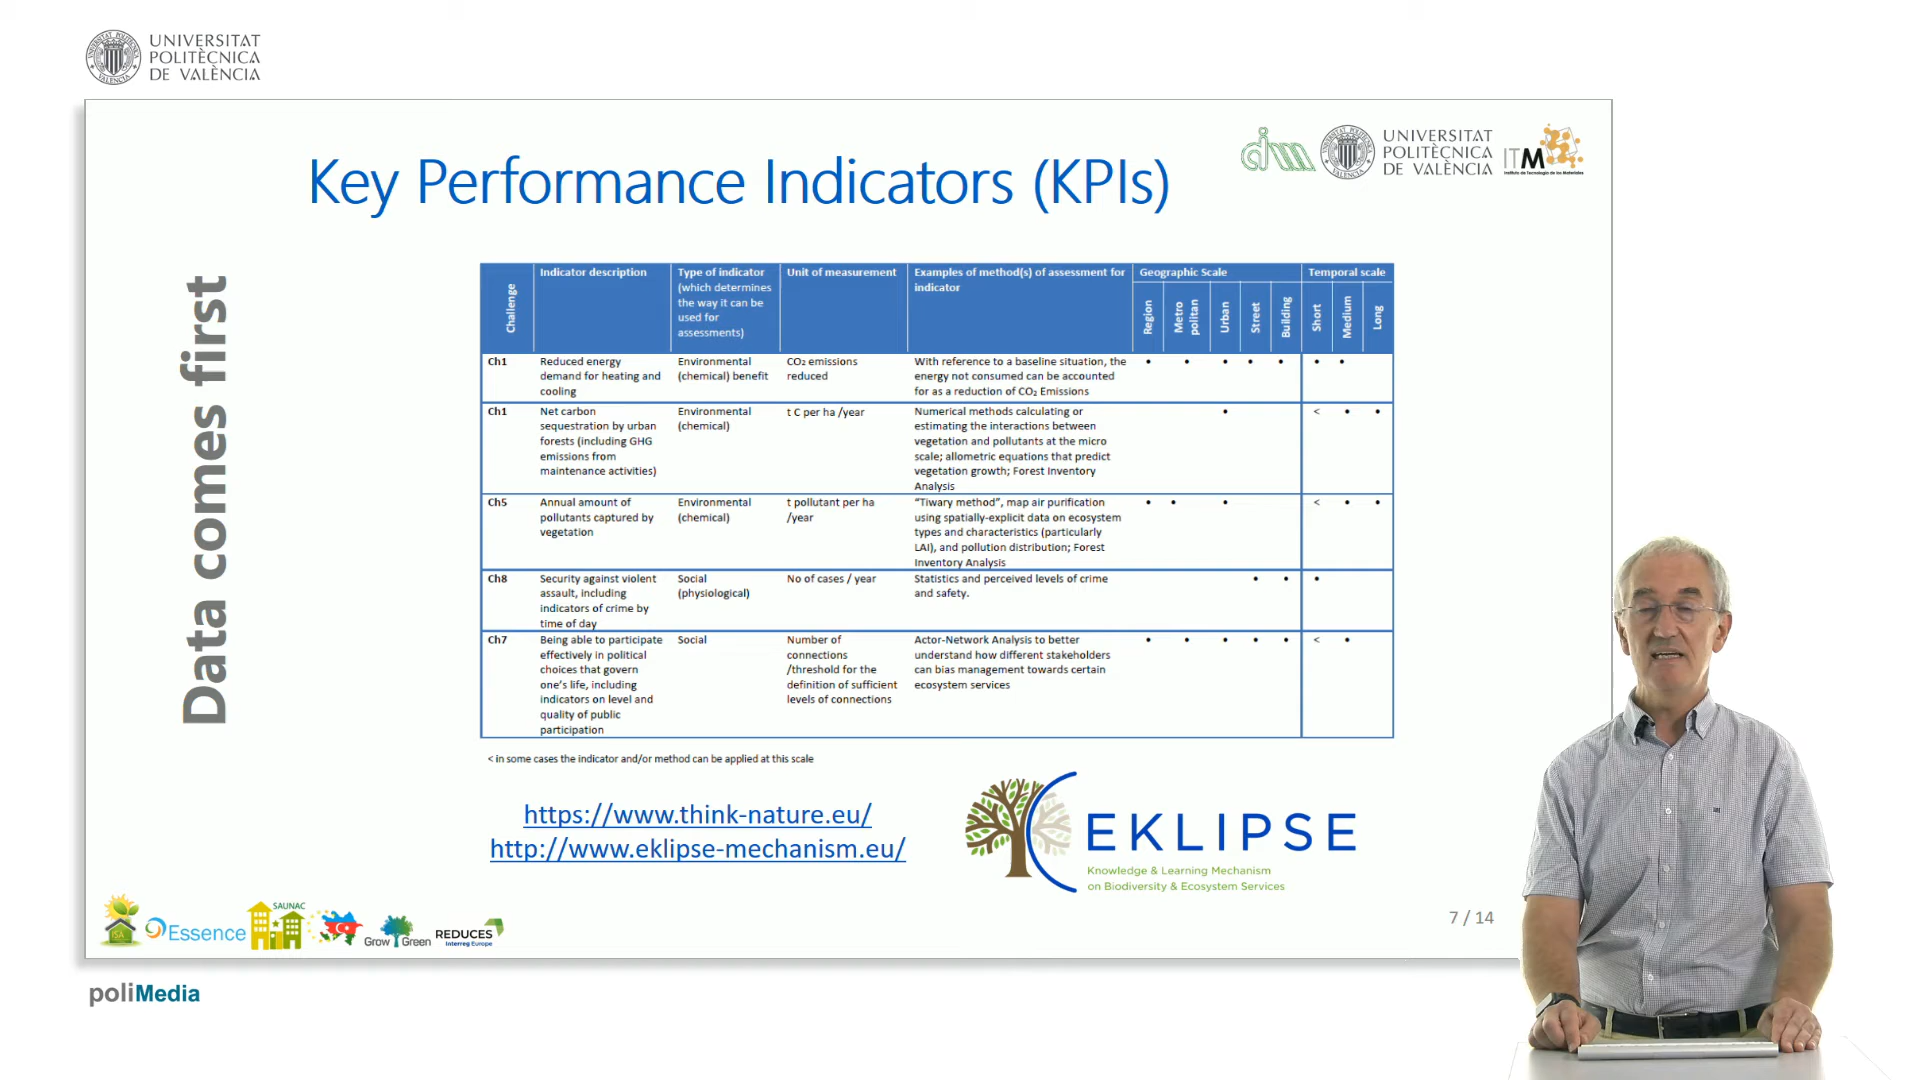 UNIVERSITAT
POLITÈCNICA
DE VALÈNCIA
Key Performance Indicators (KPIs)
UNIVERSITAT
POLITÈCNICA
DE VALÈNCIA
ITM
Instituto de Tecnología de los Materiales
Data comes first
Challenge
Indicator description
Type of indicator
(which determines
the way it can be
used for
assessments)
Unit of measurement
Examples of method(s) of assessment for
indicator
Geographic Scale
Temporal scale
Region
Metro
politan
Urban
Street
Building
Short
Medium
Long
Ch1
Reduced energy
demand for heating and
cooling
Environmental
(chemical) benefit
CO₂ emissions
reduced
With reference to a baseline situation, the
energy not consumed can be accounted
for as a reduction of CO₂ Emissions
• • • • • • •
Ch1
Net carbon
sequestration by urban
forests (including GHG
emissions from
maintenance activities)
Environmental
(chemical)
t C per ha /year
Numerical methods calculating or
estimating the interactions between
vegetation and pollutants at the micro
scale; allometric equations that predict
vegetation growth; Forest Inventory
Analysis
• < • •
Ch5
Annual amount of
pollutants captured by
vegetation
Environmental
(chemical)
t pollutant per ha
/year
“Tiwary method”, map air purification
using spatially-explicit data on ecosystem
types and characteristics (particularly
LAI), and pollution distribution; Forest
Inventory Analysis
• • • < • •
Ch8
Security against violent
assault, including
indicators of crime by
time of day
Social
(physiological)
No of cases / year
Statistics and perceived levels of crime
and safety.
• • •
Ch7
Being able to participate
effectively in political
choices that govern
one’s life, including
indicators on level and
quality of public
participation
Social
Number of
connections
/threshold for the
definition of sufficient
levels of connections
Actor-Network Analysis to better
understand how different stakeholders
can bias management towards certain
ecosystem services
• • • • • < •
< in some cases the indicator and/or method can be applied at this scale
https://www.think-nature.eu/
http://www.eklipse-mechanism.eu/
EKLIPSE
Knowledge & Learning Mechanism
on Biodiversity & Ecosystem Services
ISA
Essence
SAUNAC
Grow Green
REDUCES
Interreg Europe
7 / 14
poliMedia